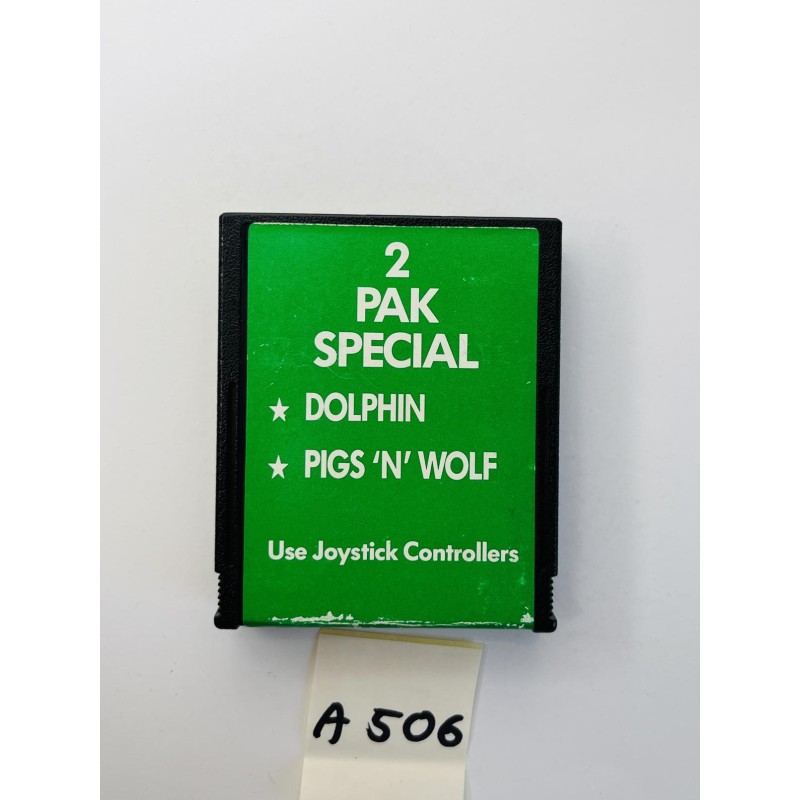 2
PAK
SPECIAL
★ DOLPHIN
★ PIGS 'N' WOLF
Use Joystick Controllers
A 506